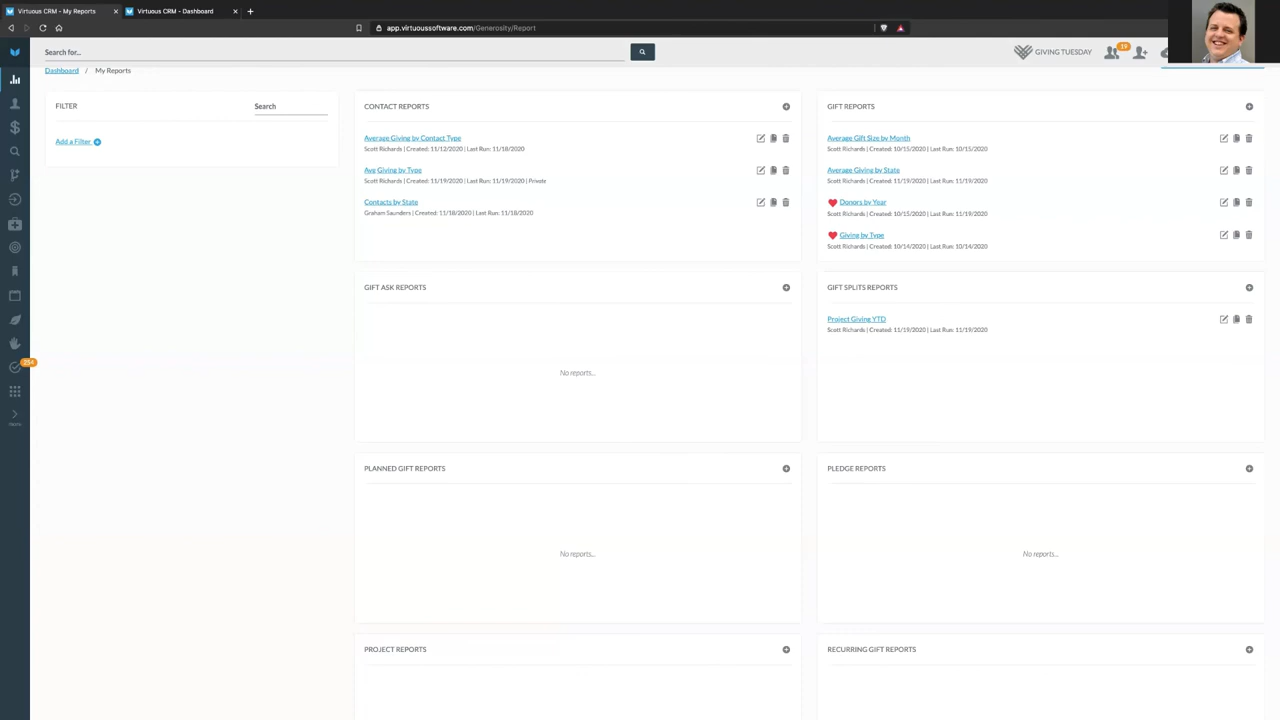 Virtuous CRM - My Reports
Virtuous CRM - Dashboard
app.virtuoussoftware.com/Generosity/Report
Search for...
GIVING TUESDAY
19
Dashboard / My Reports
FILTER
Search
Add a Filter
CONTACT REPORTS
Average Giving by Contact Type
Scott Richards | Created: 11/12/2020 | Last Run: 11/18/2020
Avg Giving by Type
Scott Richards | Created: 11/19/2020 | Last Run: 11/19/2020 | Private
Contacts by State
Graham Saunders | Created: 11/18/2020 | Last Run: 11/18/2020
GIFT REPORTS
Average Gift Size by Month
Scott Richards | Created: 10/15/2020 | Last Run: 10/15/2020
Average Giving by State
Scott Richards | Created: 11/19/2020 | Last Run: 11/19/2020
Donors by Year
Scott Richards | Created: 10/15/2020 | Last Run: 11/19/2020
Giving by Type
Scott Richards | Created: 10/14/2020 | Last Run: 10/14/2020
GIFT ASK REPORTS
No reports...
GIFT SPLITS REPORTS
Project Giving YTD
Scott Richards | Created: 11/19/2020 | Last Run: 11/19/2020
254
PLANNED GIFT REPORTS
No reports...
PLEDGE REPORTS
No reports...
PROJECT REPORTS
RECURRING GIFT REPORTS